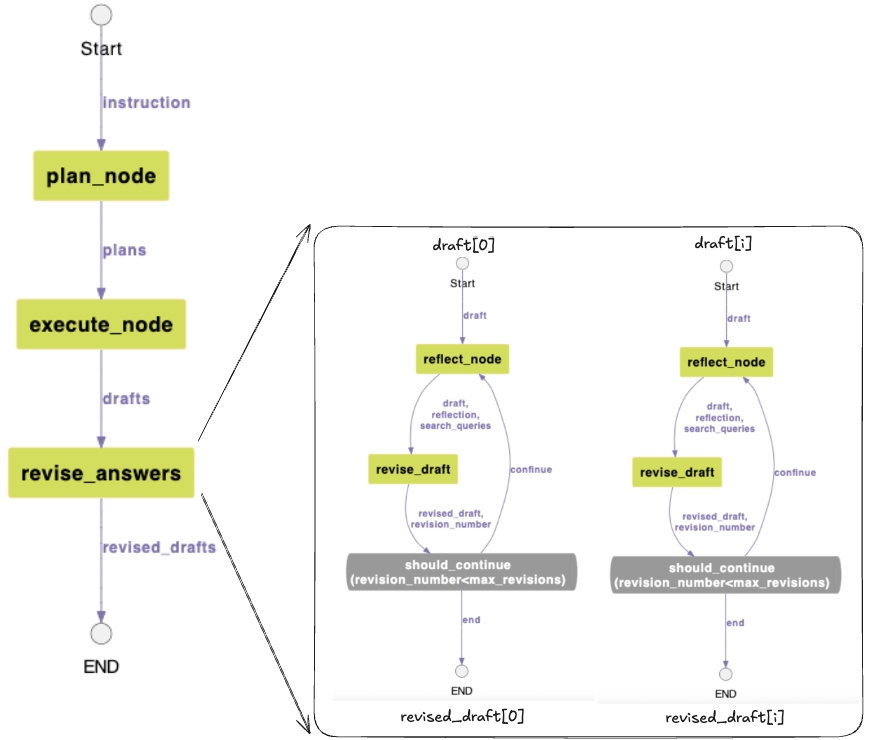 Start
instruction
plan_node
plans
execute_node
drafts
revise_answers
revised_drafts
END
draft[0]
Start
draft
reflect_node
draft,
reflection,
search_queries
revise_draft
continue
revised_draft,
revision_number
should_continue
(revision_number<max_revisions)
end
END
revised_draft[0]
draft[i]
Start
draft
reflect_node
draft,
reflection,
search_queries
revise_draft
continue
revised_draft,
revision_number
should_continue
(revision_number<max_revisions)
end
END
revised_draft[i]